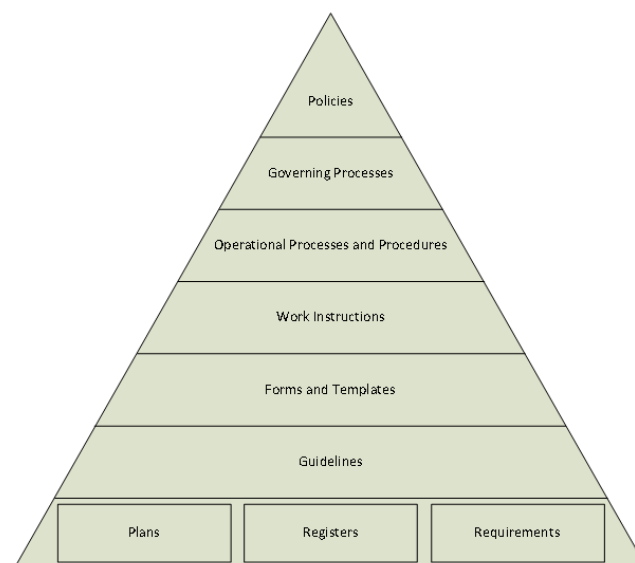 Policies
Governing Processes
Operational Processes and Procedures
Work Instructions
Forms and Templates
Guidelines
Plans
Registers
Requirements